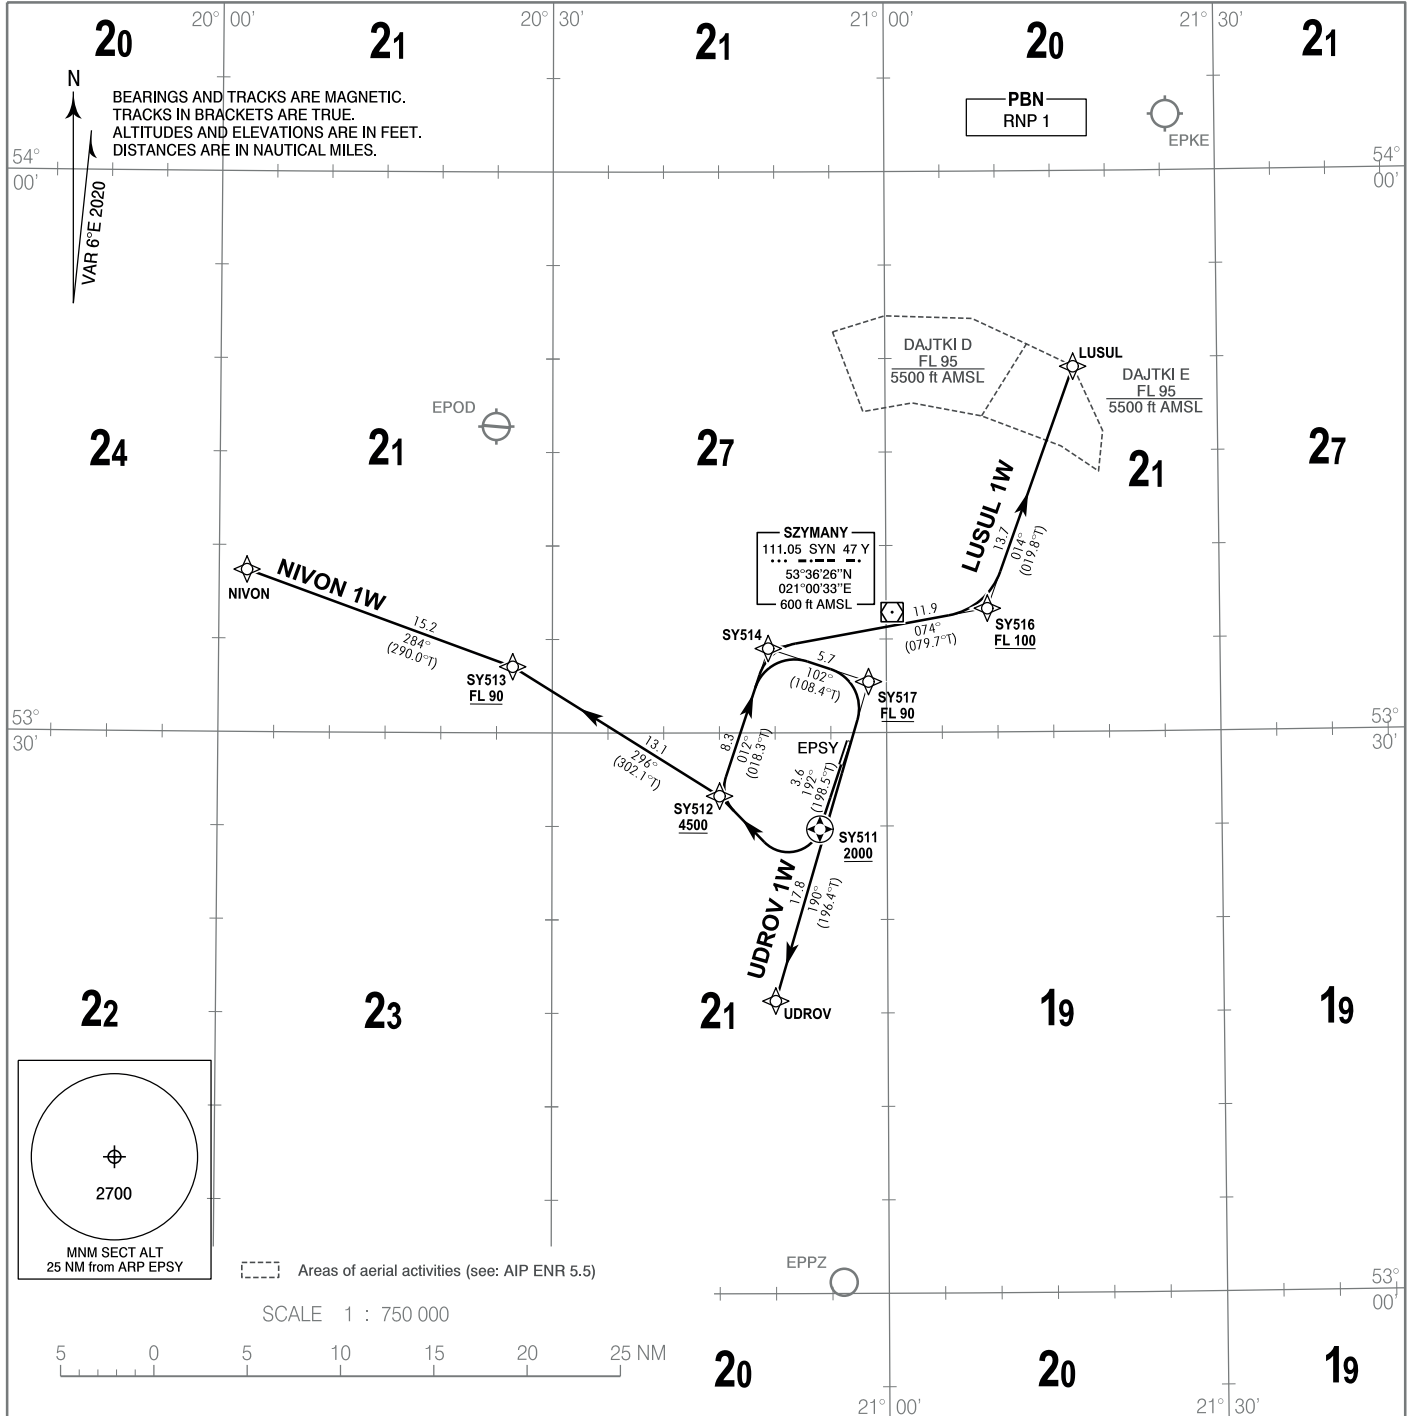 20° 00'
20° 30'
21° 00'
21° 30'
20
21
21
20
21
N
BEARINGS AND TRACKS ARE MAGNETIC.
TRACKS IN BRACKETS ARE TRUE.
ALTITUDES AND ELEVATIONS ARE IN FEET.
DISTANCES ARE IN NAUTICAL MILES.
VAR 6°E 2020
PBN
RNP 1
EPKE
54°
00'
54°
00'
DAJTKI D
FL 95
5500 ft AMSL
LUSUL
DAJTKI E
FL 95
5500 ft AMSL
EPOD
24
21
27
21
27
LUSUL 1W
13.7
014°
(019.8°T)
SZYMANY
111.05 SYN 47 Y
53°36'26"N
021°00'33"E
600 ft AMSL
NIVON
NIVON 1W
15.2
284°
(290.0°T)
11.9
074°
(079.7°T)
SY516
FL 100
SY514
5.7
102°
(108.4°T)
SY513
FL 90
SY517
FL 90
53°
30'
53°
30'
13.1
296°
(302.1°T)
8.3
012°
(018.3°T)
EPSY
3.6
192°
(198.5°T)
SY512
4500
SY511
2000
UDROV 1W
17.8
190°
(196.4°T)
UDROV
22
23
21
19
19
2700
MNM SECT ALT
25 NM from ARP EPSY
Areas of aerial activities (see: AIP ENR 5.5)
EPPZ
53°
00'
SCALE 1 : 750 000
5 0 5 10 15 20 25 NM
20
20
19
21° 00'
21° 30'